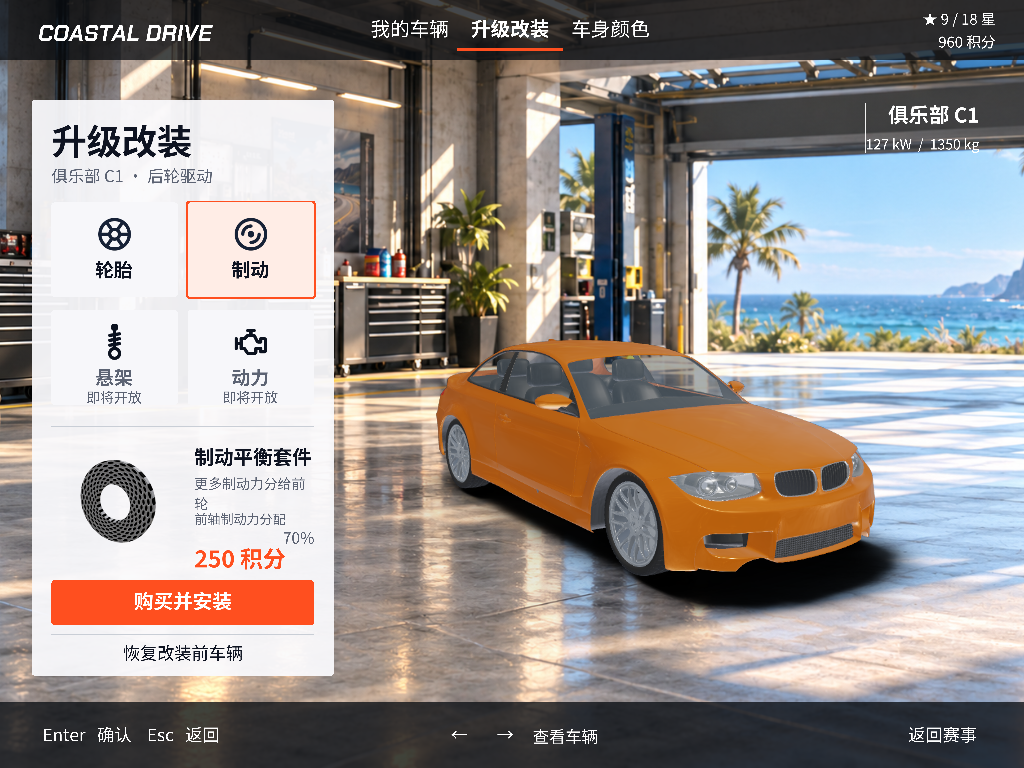 COASTAL DRIVE
我的车辆 升级改装 车身颜色
★ 9 / 18 星
960 积分
俱乐部 C1
127 kW / 1350 kg
升级改装
俱乐部 C1 · 后轮驱动
轮胎 制动
悬架 动力
即将开放 即将开放
制动平衡套件
更多制动力分给前
轮
前轴制动力分配
70%
250 积分
购买并安装
恢复改装前车辆
Enter 确认 Esc 返回
← → 查看车辆
返回赛事